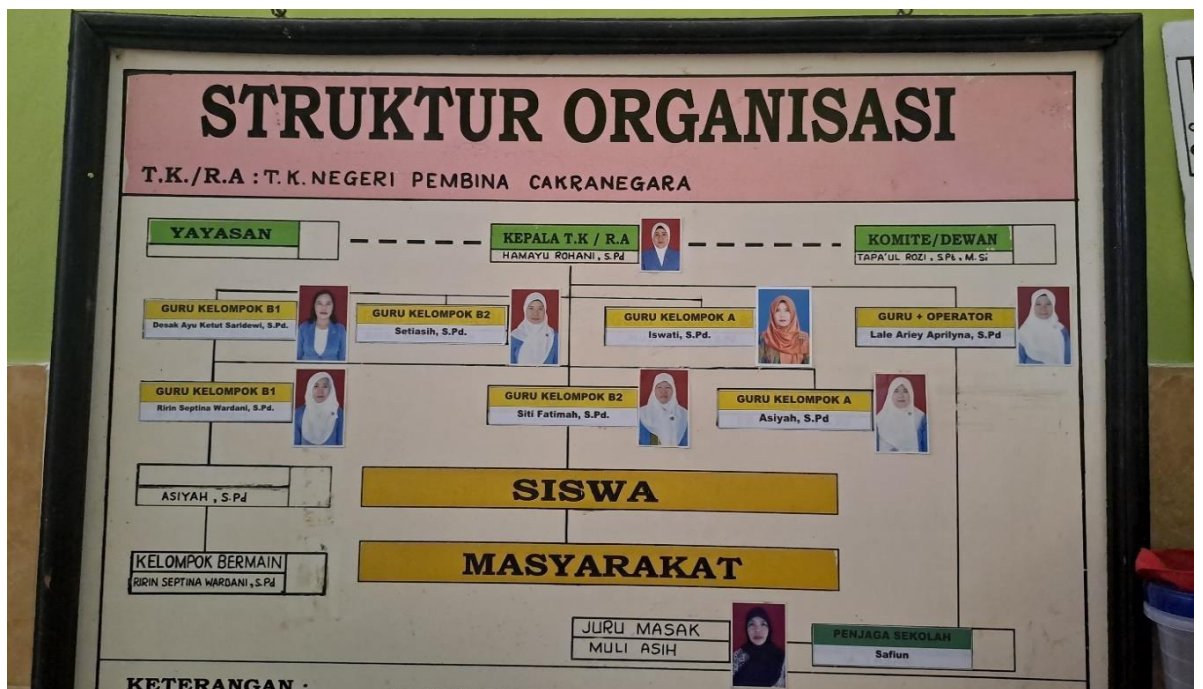 STRUKTUR ORGANISASI
T.K./R.A : T.K. NEGERI PEMBINA CAKRANEGARA
YAYASAN
KEPALA T.K / R.A
HAMAYU ROHANI, S.Pd
KOMITE/DEWAN
TAPA'UL ROZI, S.Pt, M.Si
GURU KELOMPOK B1
Desak Ayu Ketut Saridewi, S.Pd.
GURU KELOMPOK B2
Setiasih, S.Pd.
GURU KELOMPOK A
Iswati, S.Pd.
GURU + OPERATOR
Lale Ariey Aprilyna, S.Pd
GURU KELOMPOK B1
Ririn Septina Wardani, S.Pd.
GURU KELOMPOK B2
Siti Fatimah, S.Pd.
GURU KELOMPOK A
Asiyah, S.Pd
ASIYAH, S.Pd
SISWA
KELOMPOK BERMAIN
RIRIN SEPTINA WARDANI, S.Pd
MASYARAKAT
JURU MASAK
MULI ASIH
PENJAGA SEKOLAH
Safiun
KETERANGAN :